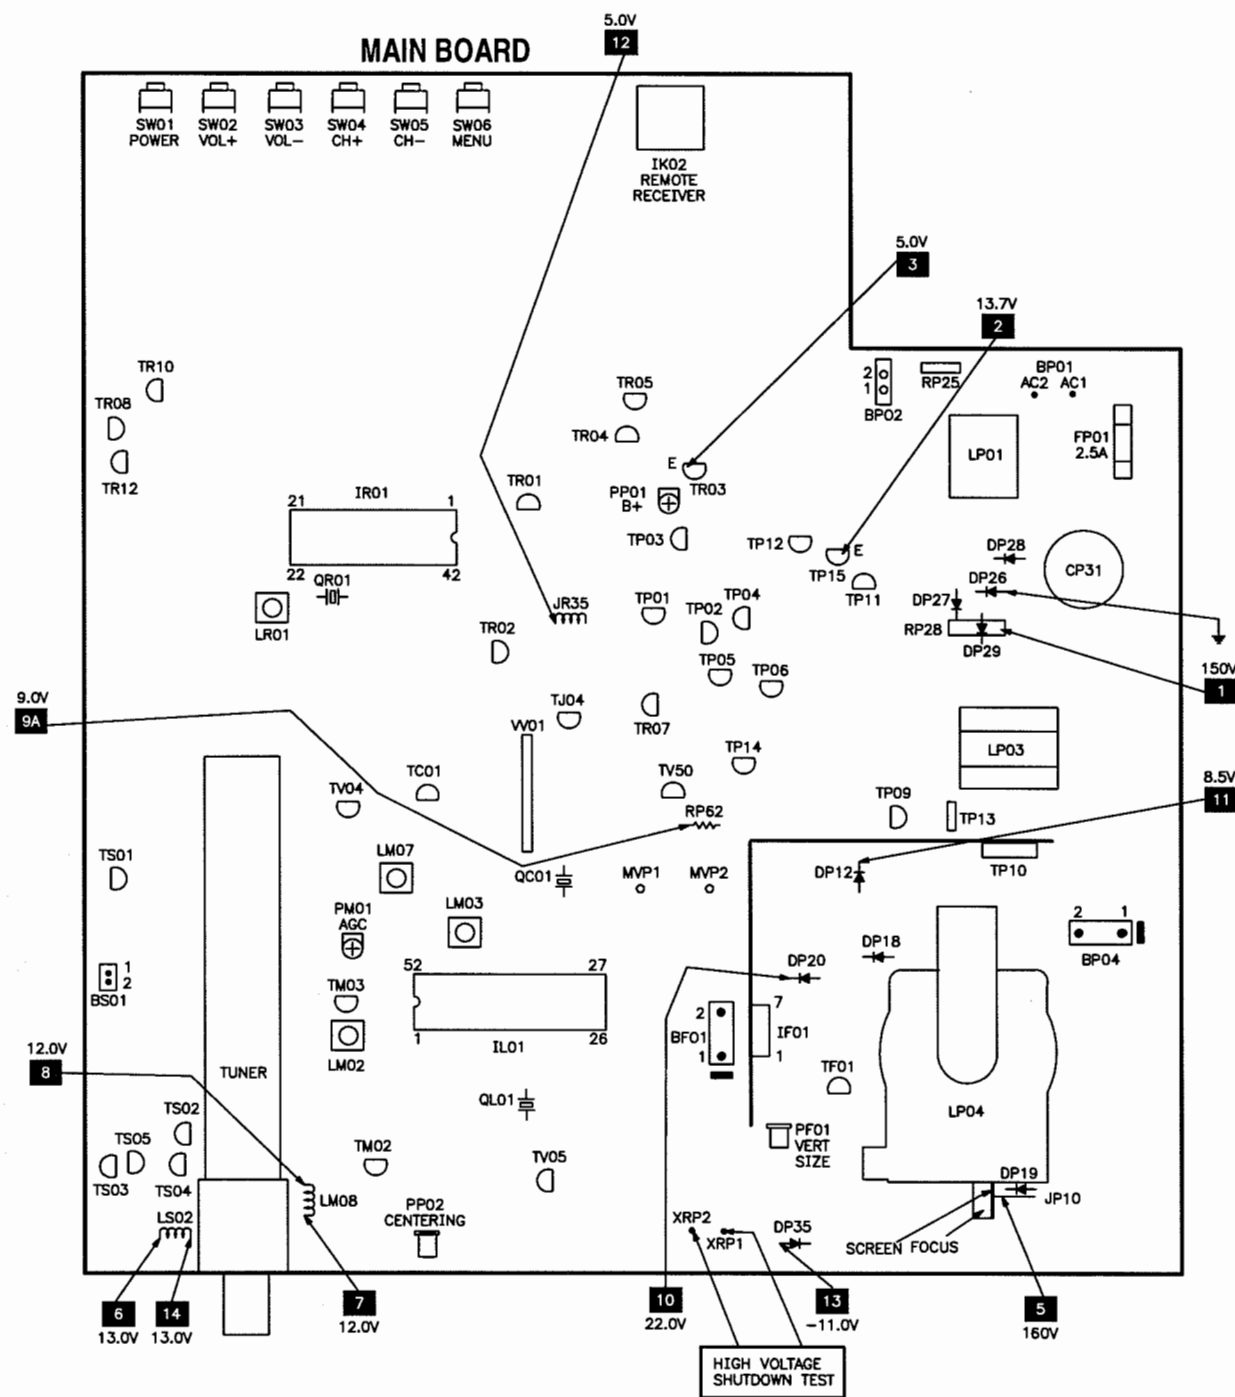 5.0V
12
MAIN BOARD
SW01
POWER
SW02
VOL+
SW03
VOL-
SW04
CH+
SW05
CH-
SW06
MENU
IK02
REMOTE
RECEIVER
5.0V
3
13.7V
2
TR10
TR08
TR12
TR05
TR04
E
TR03
PP01
B+
TP03
2
1
BP02
RP25
BP01
AC2
AC1
FP01
2.5A
LP01
21
IR01
1
22
42
TR01
QR01
LR01
JR35
TR02
TP12
E
TP15
TP11
DP28
DP26
CP31
DP27
RP28
DP29
TP01
TP02
TP04
TP05
TP06
150V
1
9.0V
9A
TJ04
VV01
TR07
TP14
LP03
8.5V
11
TV04
TC01
TV50
RP62
TP09
TP13
TS01
LM07
QC01
MVP1
MVP2
DP12
TP10
PM01
AGC
LM03
2
1
BP04
1
2
BS01
TM03
52
27
1
26
IL01
DP20
DP18
2
BF01
1
7
IF01
1
LM02
12.0V
8
TUNER
QL01
TF01
LP04
TS02
TS05
TS03
TS04
TM02
TV05
PF01
VERT
SIZE
LM08
LS02
PP02
CENTERING
XRP2
XRP1
DP35
DP19
JP10
SCREEN FOCUS
6
13.0V
14
13.0V
7
12.0V
10
22.0V
13
-11.0V
5
160V
HIGH VOLTAGE
SHUTDOWN TEST